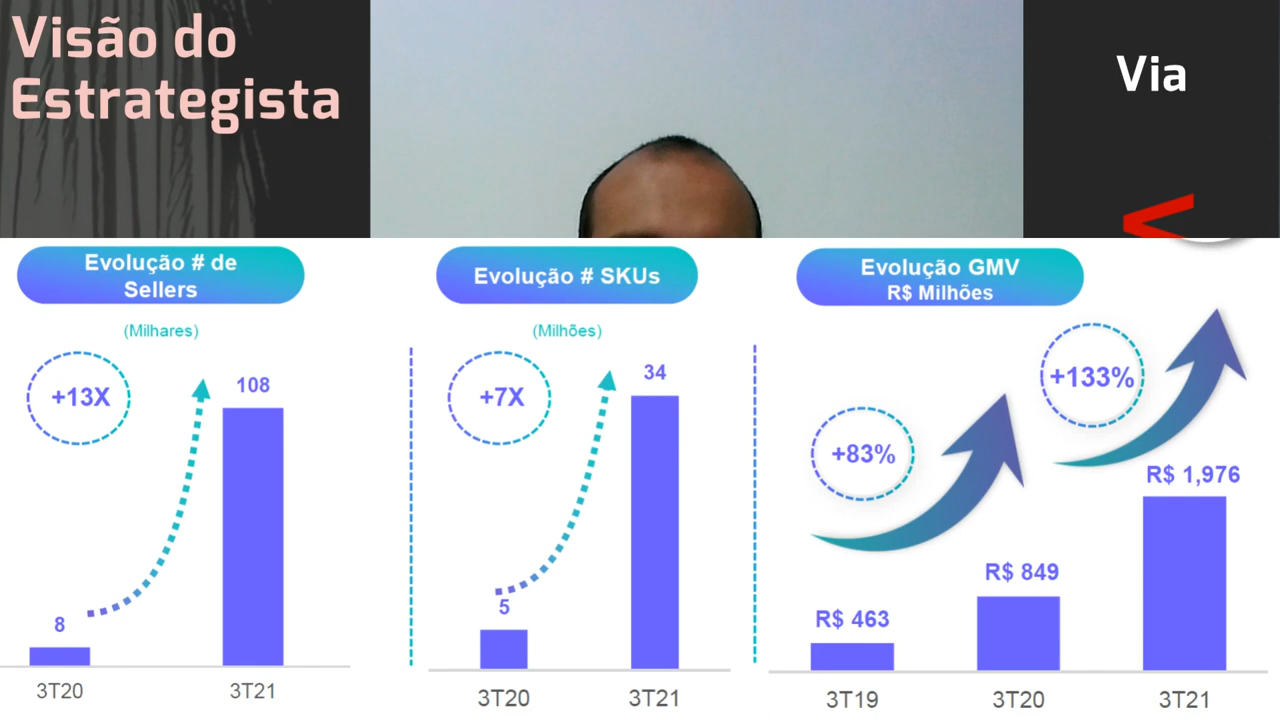 Visão do
Estrategista
Via
Evolução # de
Sellers
(Milhares)
+13X
108
8
3T20
3T21
Evolução # SKUs
(Milhões)
+7X
34
5
3T20
3T21
Evolução GMV
R$ Milhões
+83%
+133%
R$ 463
R$ 849
R$ 1,976
3T19
3T20
3T21